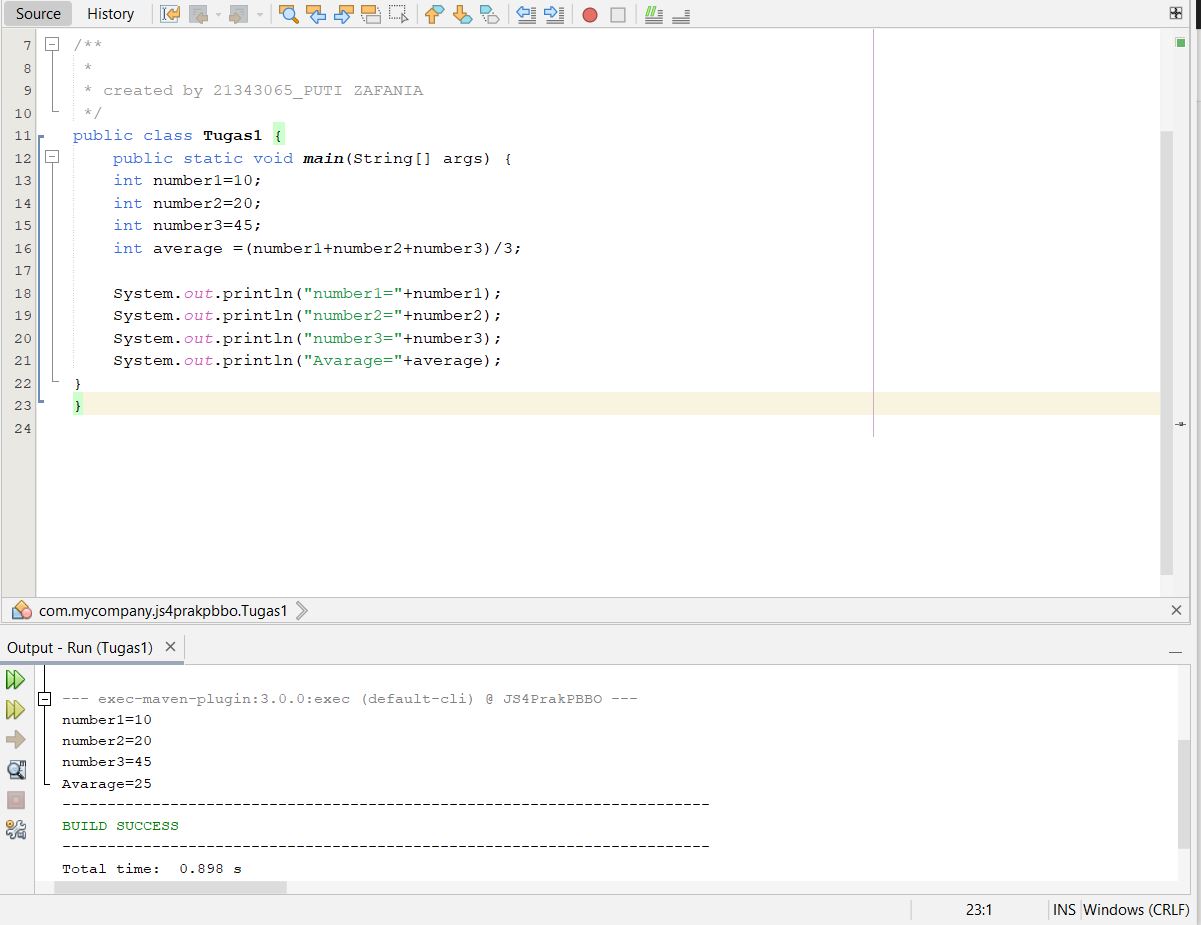 Source History
7 /**
8 *
9 * created by 21343065_PUTI ZAFANIA
10 */
11 public class Tugas1 {
12 public static void main(String[] args) {
13 int number1=10;
14 int number2=20;
15 int number3=45;
16 int average =(number1+number2+number3)/3;
17
18 System.out.println("number1="+number1);
19 System.out.println("number2="+number2);
20 System.out.println("number3="+number3);
21 System.out.println("Avarage="+average);
22 }
23 }
24
com.mycompany.js4prakpbbo.Tugas1
Output - Run (Tugas1)
--- exec-maven-plugin:3.0.0:exec (default-cli) @ JS4PrakPBBO ---
number1=10
number2=20
number3=45
Avarage=25
------------------------------------------------------------------------
BUILD SUCCESS
------------------------------------------------------------------------
Total time:  0.898 s
23:1 INS Windows (CRLF)